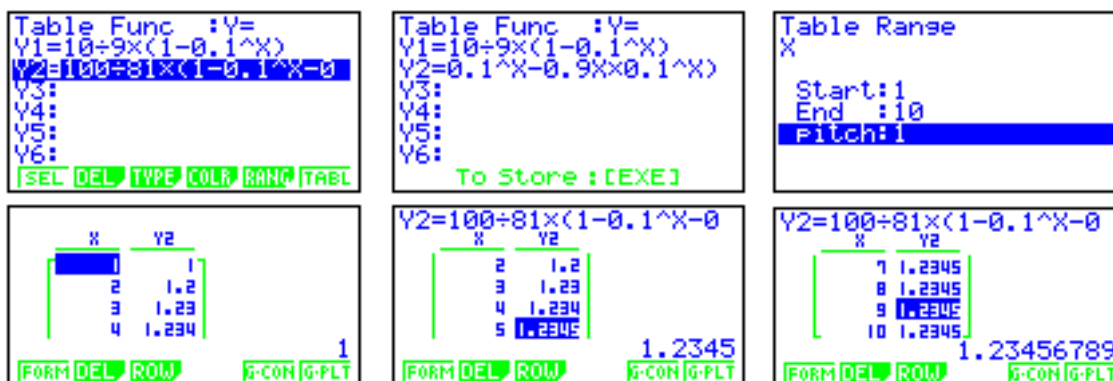 Table Func :Y=
Y1=10÷9×(1-0.1^X)
Y2=100÷81×(1-0.1^X-0
Y3:
Y4:
Y5:
Y6:
SEL DEL TYPE COLR RANG TABL
Table Func :Y=
Y1=10÷9×(1-0.1^X)
Y2=0.1^X-0.9X×0.1^X)
Y3:
Y4:
Y5:
Y6:
To Store :[EXE]
Table Range
X
Start:1
End :10
pitch:1
X Y2
1 1
2 1.2
3 1.23
4 1.234
1
FORM DEL ROW G·CON G·PLT
Y2=100÷81×(1-0.1^X-0
X Y2
2 1.2
3 1.23
4 1.234
5 1.2345
1.2345
FORM DEL ROW G·CON G·PLT
Y2=100÷81×(1-0.1^X-0
X Y2
7 1.2345
8 1.2345
9 1.2345
10 1.2345
1.23456789
FORM DEL ROW G·CON G·PLT